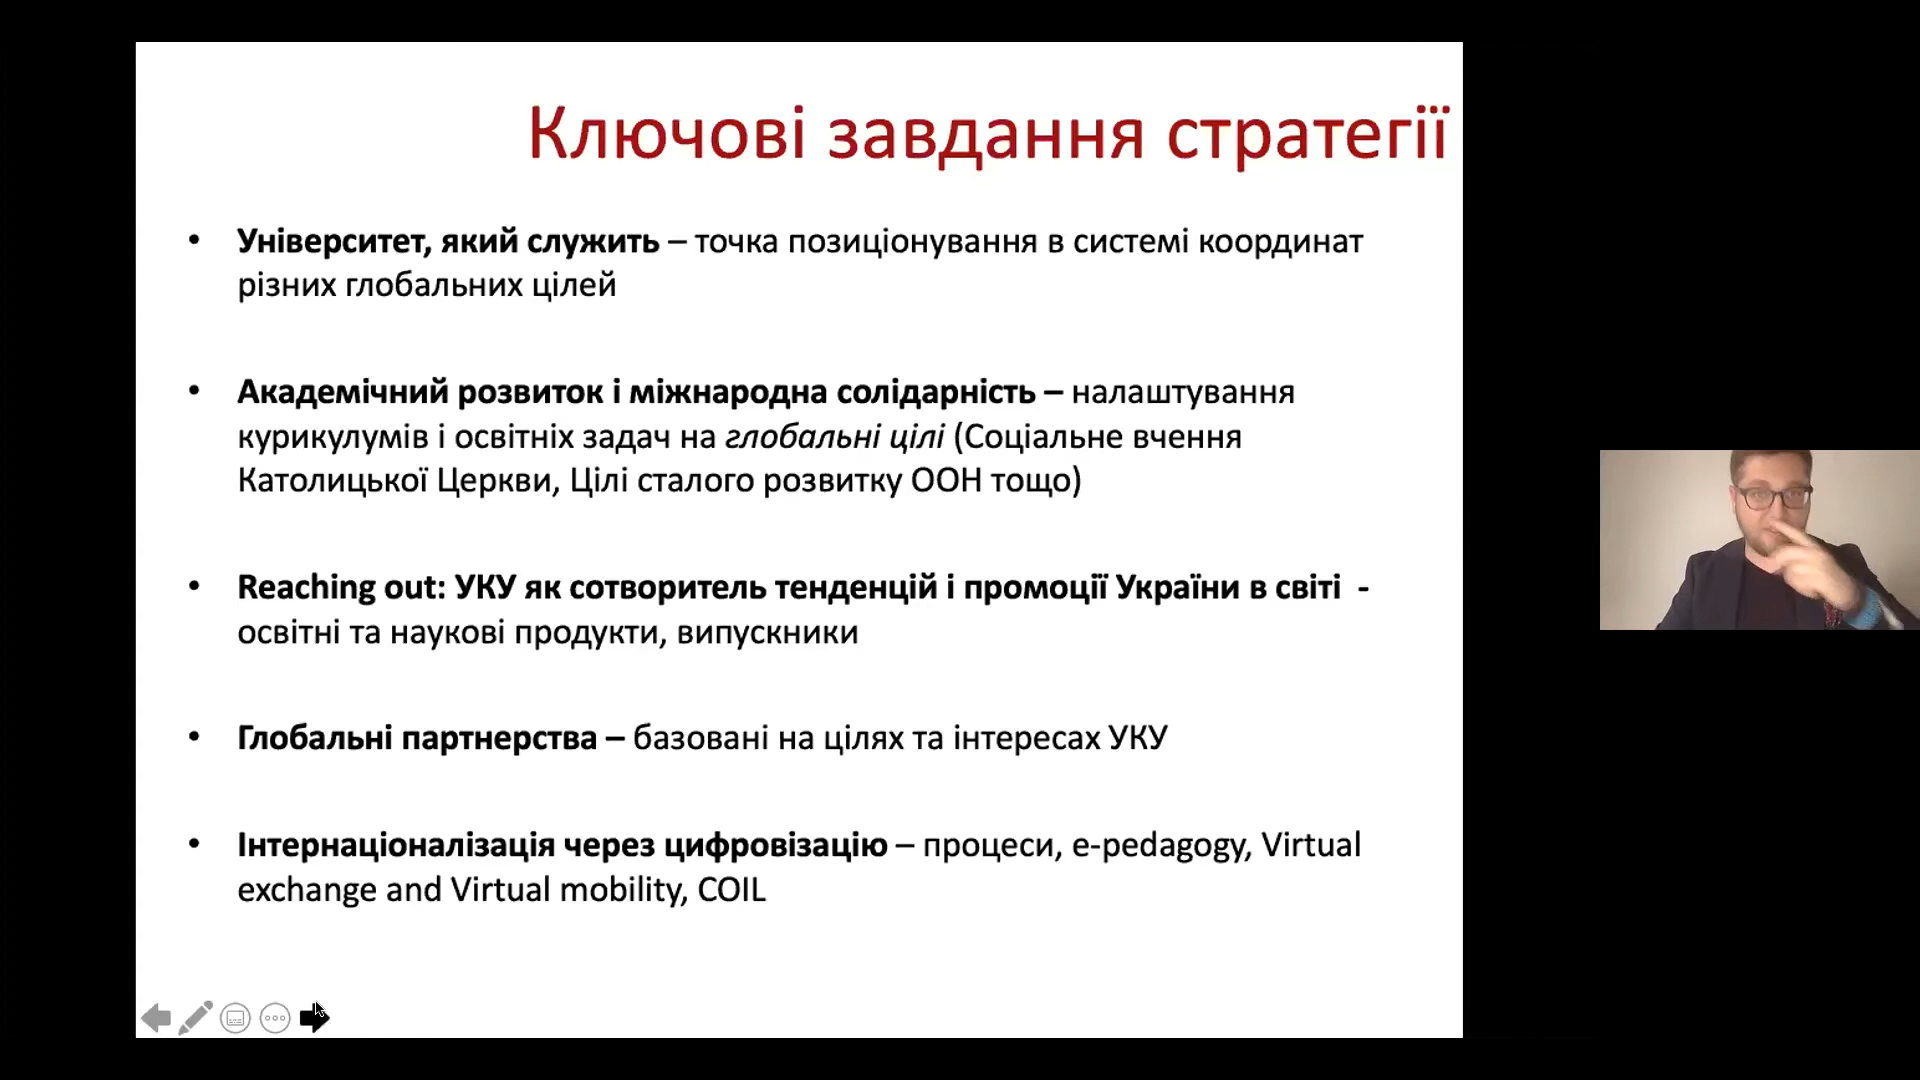 Ключові завдання стратегії
• Університет, який служить – точка позиціонування в системі координат
різних глобальних цілей
• Академічний розвиток і міжнародна солідарність – налаштування
курикулумів і освітніх задач на глобальні цілі (Соціальне вчення
Католицької Церкви, Цілі сталого розвитку ООН тощо)
• Reaching out: УКУ як сотворитель тенденцій і промоції України в світі -
освітні та наукові продукти, випускники
• Глобальні партнерства – базовані на цілях та інтересах УКУ
• Інтернаціоналізація через цифровізацію – процеси, e-pedagogy, Virtual
exchange and Virtual mobility, COIL